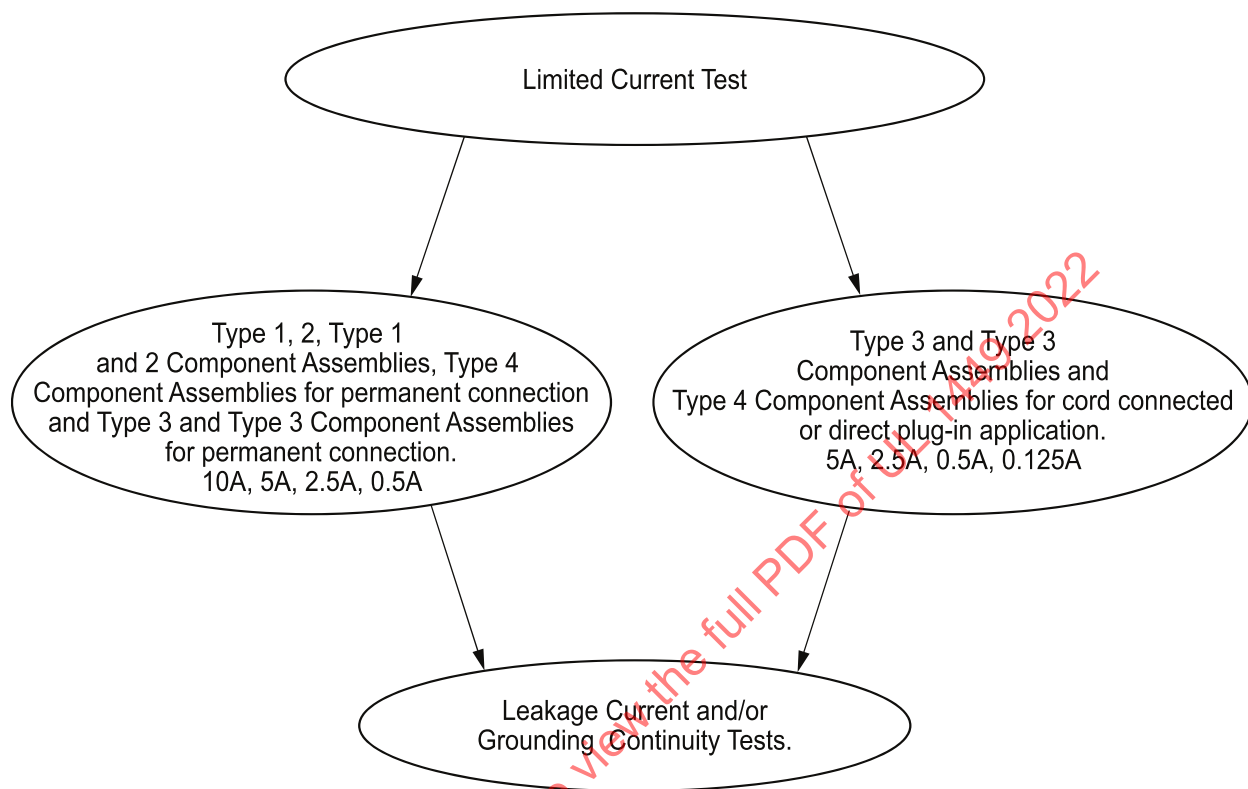 Limited Current Test
Type 1, 2, Type 1
and 2 Component Assemblies, Type 4
Component Assemblies for permanent connection
and Type 3 and Type 3 Component Assemblies
for permanent connection.
10A, 5A, 2.5A, 0.5A
Type 3 and Type 3
Component Assemblies and
Type 4 Component Assemblies for cord connected
or direct plug-in application.
5A, 2.5A, 0.5A, 0.125A
Leakage Current and/or
Grounding Continuity Tests.
view the full PDF of UL 1449 2022